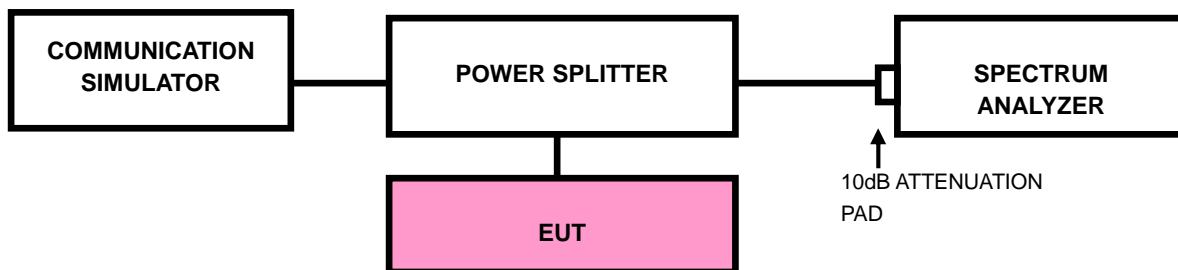 COMMUNICATION
SIMULATOR
POWER SPLITTER
SPECTRUM
ANALYZER
10dB ATTENUATION
PAD
EUT